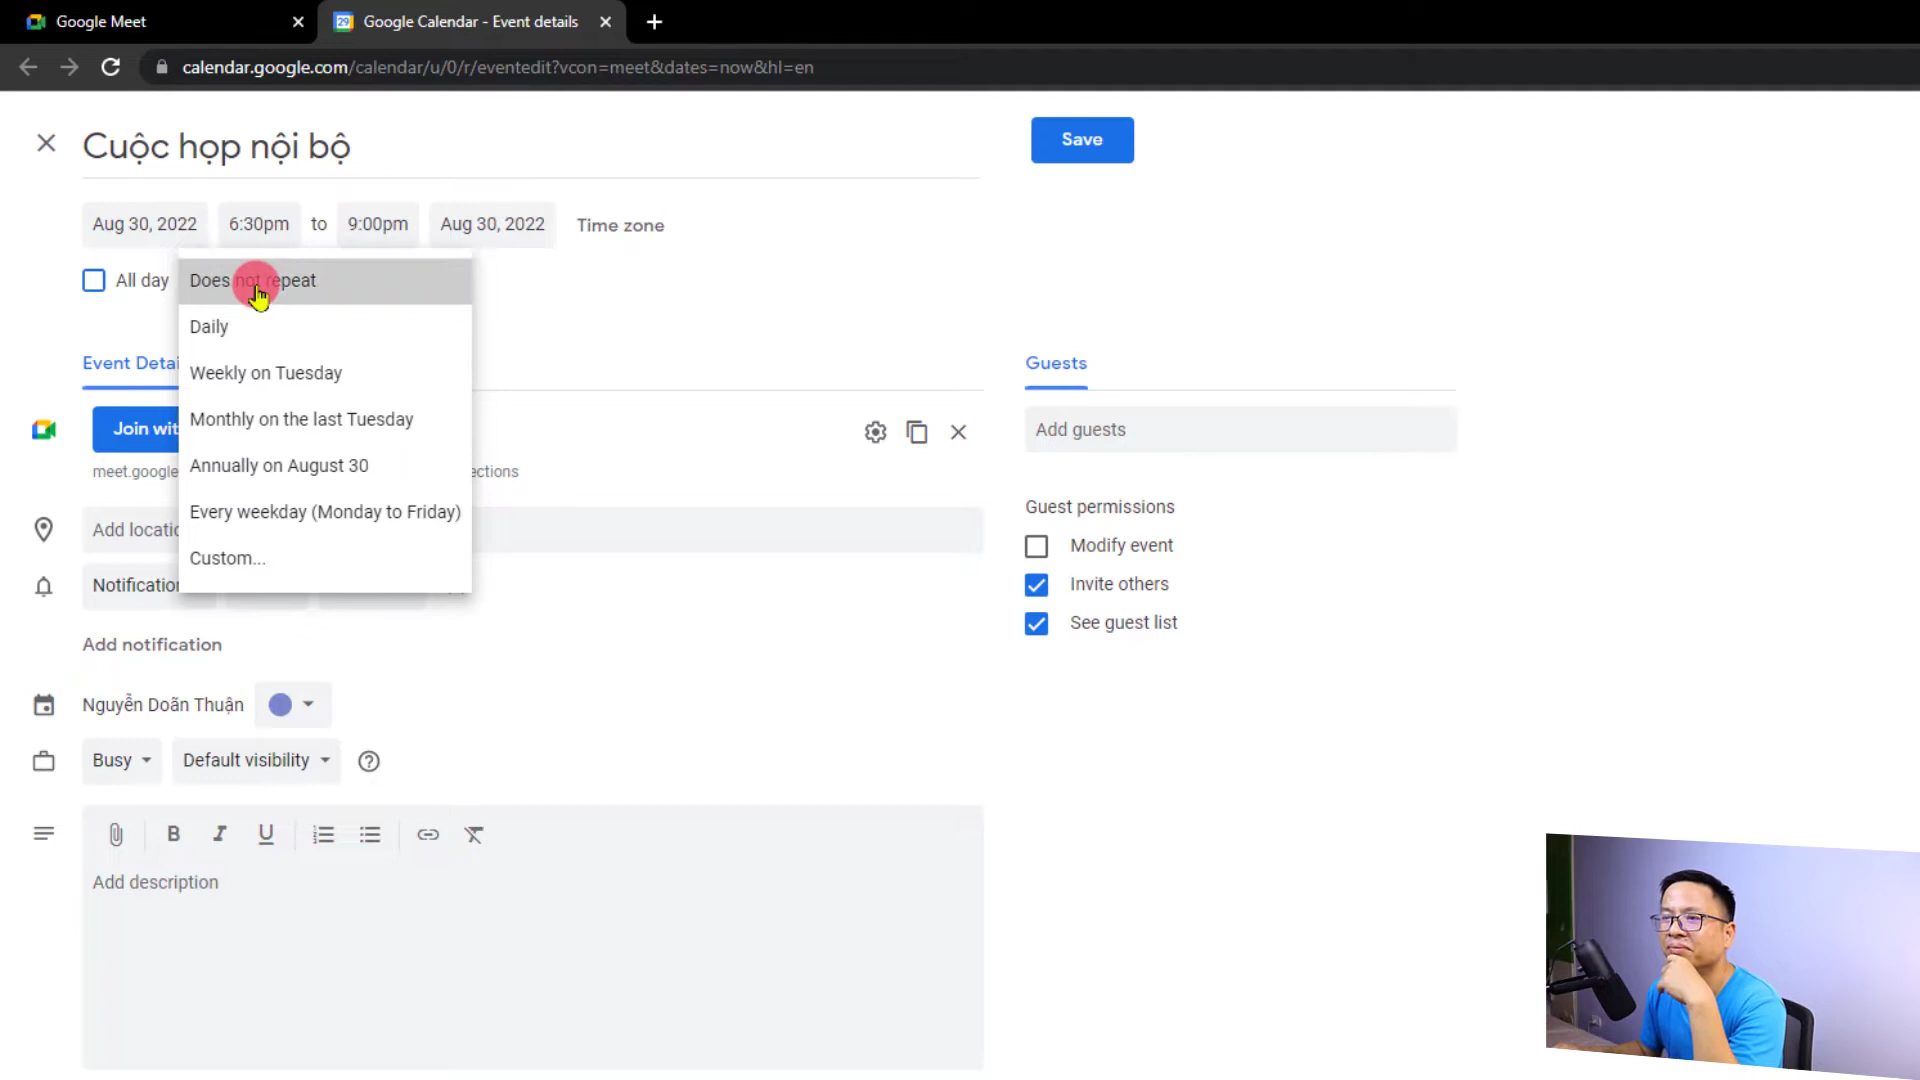 Google Meet
Google Calendar - Event details
29
calendar.google.com/calendar/u/0/r/eventedit?vcon=meet&dates=now&hl=en
Cuộc họp nội bộ
Save
Aug 30, 2022 6:30pm to 9:00pm Aug 30, 2022 Time zone
All day
Does not repeat
Daily
Weekly on Tuesday
Monthly on the last Tuesday
Annually on August 30
Every weekday (Monday to Friday)
Custom...
Event Detai
Join wit
meet.google
ections
Add locatio
Notification
Add notification
Nguyễn Doãn Thuận
Busy
Default visibility
B I U
Add description
Guests
Add guests
Guest permissions
Modify event
Invite others
See guest list